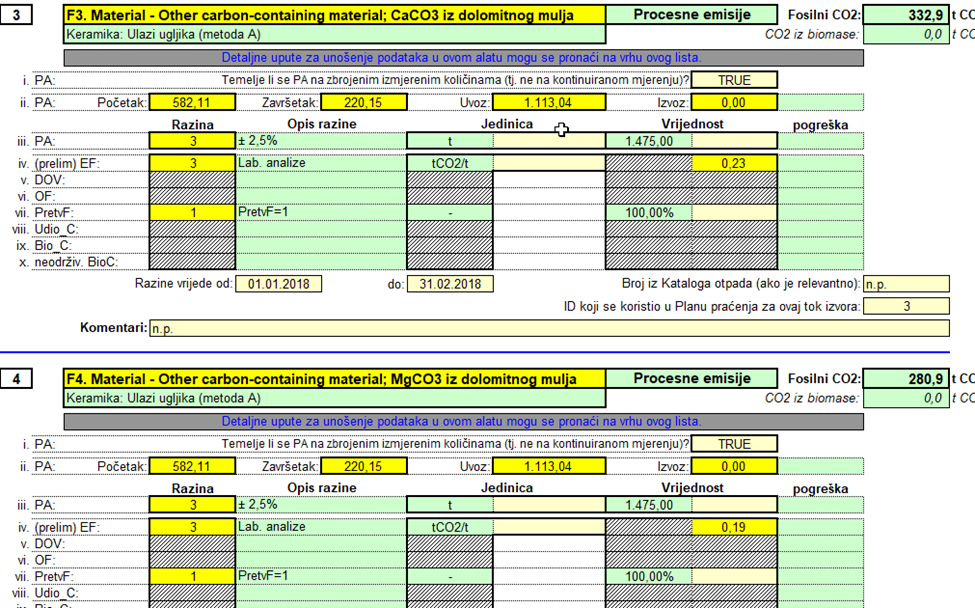 3 F3. Material - Other carbon-containing material; CaCO3 iz dolomitnog mulja Procesne emisije Fosilni CO2: 332,9 t CO
Keramika: Ulazi ugljika (metoda A) CO2 iz biomase: 0,0 t CO
Detaljne upute za unošenje podataka u ovom alatu mogu se pronaći na vrhu ovog lista.
i. PA: Temelje li se PA na zbrojenim izmjerenim količinama (tj. ne na kontinuiranom mjerenju)? TRUE
ii. PA: Početak: 582,11 Završetak: 220,15 Uvoz: 1.113,04 Izvoz: 0,00
Razina Opis razine Jedinica Vrijednost pogreška
iii. PA: 3 ± 2,5% t 1.475,00
iv. (prelim) EF: 3 Lab. analize tCO2/t 0,23
v. DOV:
vi. OF:
vii. PretvF: 1 PretvF=1 - 100,00%
viii. Udio_C:
ix. Bio_C:
x. neodrživ. BioC:
Razine vrijede od: 01.01.2018 do: 31.02.2018 Broj iz Kataloga otpada (ako je relevantno): n.p.
ID koji se koristio u Planu praćenja za ovaj tok izvora: 3
Komentari: n.p.
4 F4. Material - Other carbon-containing material; MgCO3 iz dolomitnog mulja Procesne emisije Fosilni CO2: 280,9 t CO
Keramika: Ulazi ugljika (metoda A) CO2 iz biomase: 0,0 t CO
Detaljne upute za unošenje podataka u ovom alatu mogu se pronaći na vrhu ovog lista.
i. PA: Temelje li se PA na zbrojenim izmjerenim količinama (tj. ne na kontinuiranom mjerenju)? TRUE
ii. PA: Početak: 582,11 Završetak: 220,15 Uvoz: 1.113,04 Izvoz: 0,00
Razina Opis razine Jedinica Vrijednost pogreška
iii. PA: 3 ± 2,5% t 1.475,00
iv. (prelim) EF: 3 Lab. analize tCO2/t 0,19
v. DOV:
vi. OF:
vii. PretvF: 1 PretvF=1 - 100,00%
viii. Udio_C: